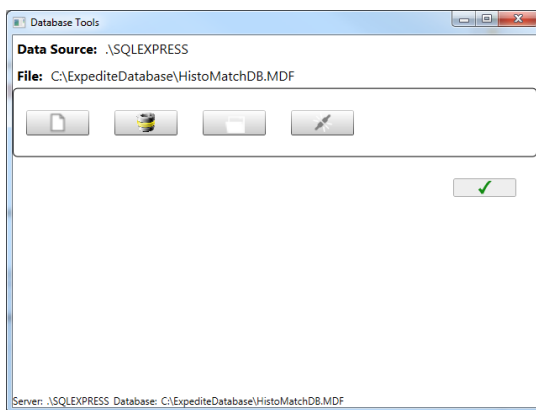 Database Tools
Data Source: .\SQLEXPRESS
File: C:\ExpediteDatabase\HistoMatchDB.MDF
Server: .\SQLEXPRESS Database: C:\ExpediteDatabase\HistoMatchDB.MDF